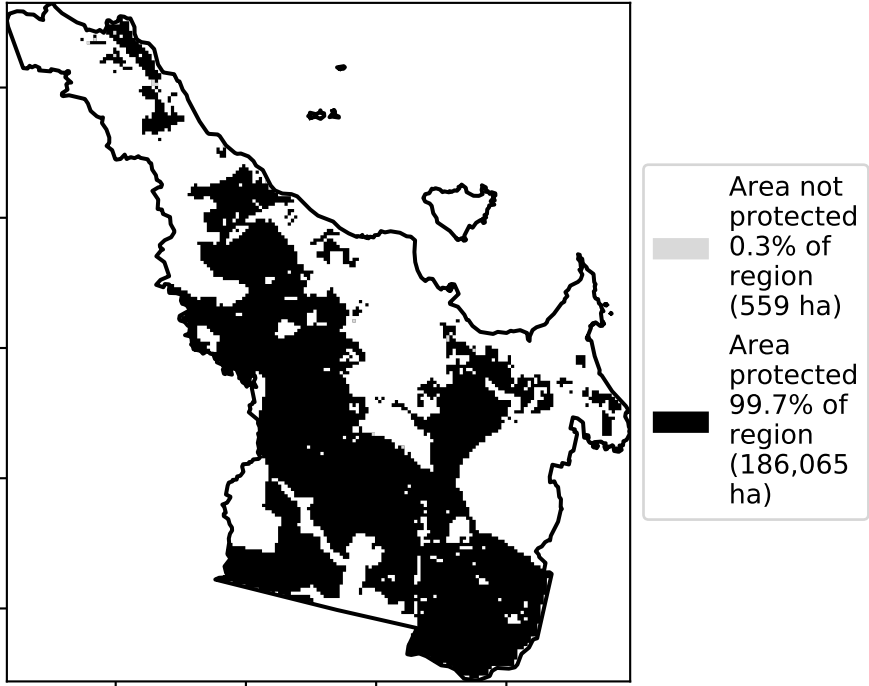 Area not
protected
0.3% of
region
(559 ha)
Area
protected
99.7% of
region
(186,065
ha)